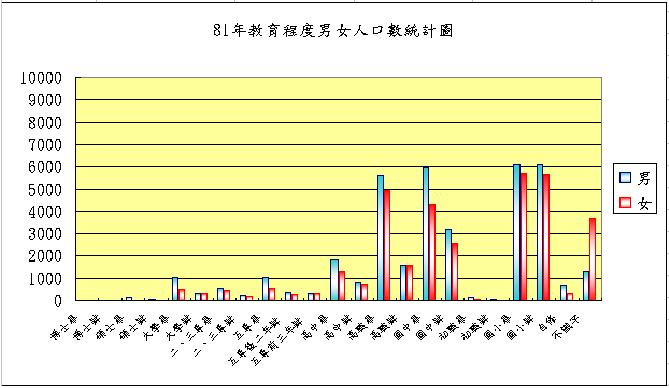 81年教育程度男女人口數統計圖
10000
9000
8000
7000
6000
5000
4000
3000
2000
1000
0
男
女
博士畢
博士肄
碩士畢
碩士肄
大學畢
大學肄
二、三專畢
二、三專肄
五專畢
五專後二年肄
五專前三年肄
高中畢
高中肄
高職畢
高職肄
國中畢
國中肄
初職畢
初職肄
國小畢
國小肄
自修
不識字